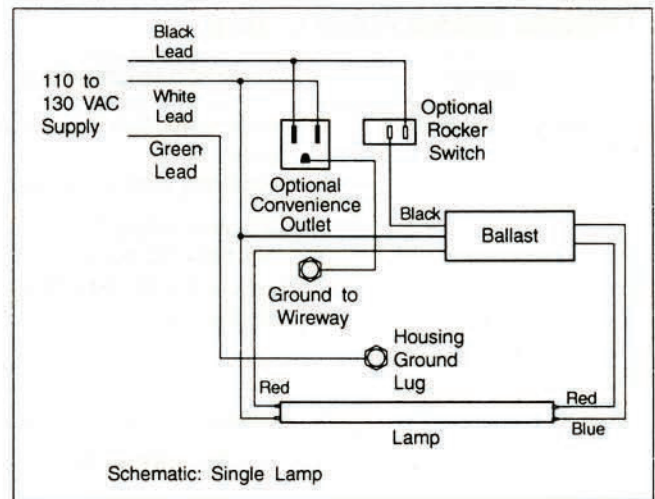 Black
Lead
110 to
130 VAC
Supply
White
Lead
Green
Lead
Optional
Rocker
Switch
Optional
Convenience
Outlet
Black
Ballast
Ground to
Wireway
Housing
Ground
Lug
Red
Red
Blue
Lamp
Schematic: Single Lamp